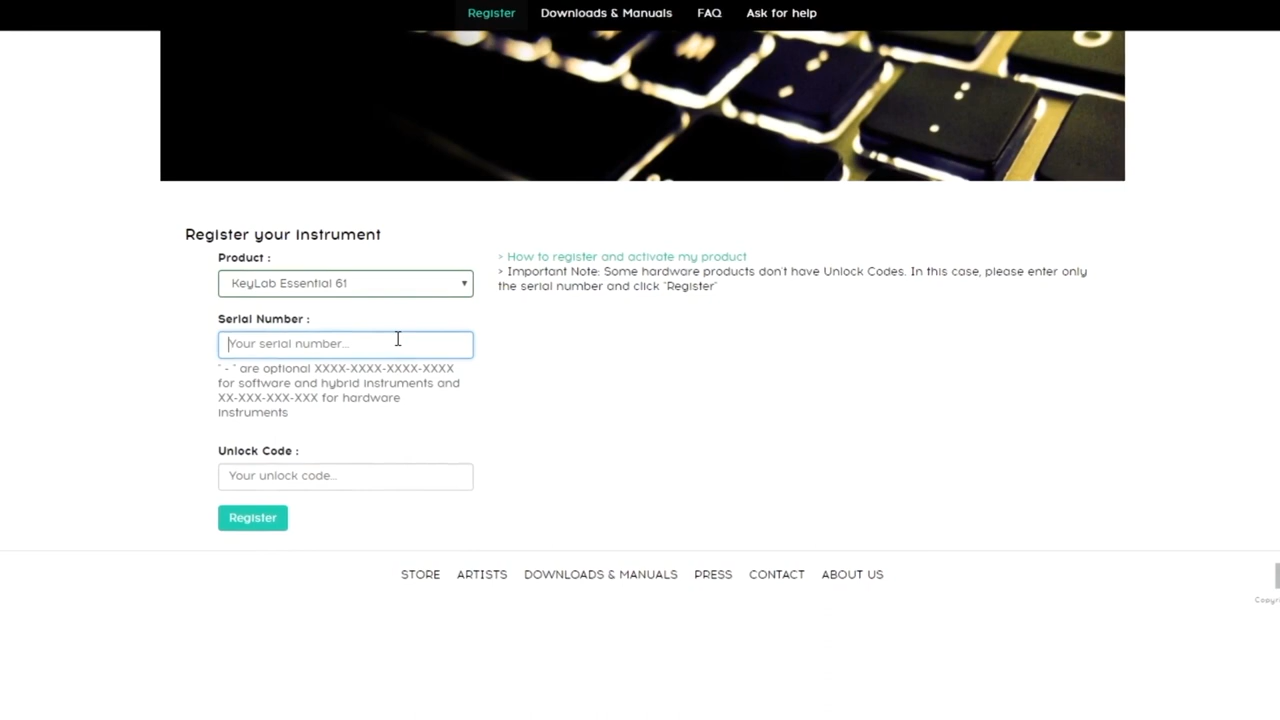 Register Downloads & Manuals FAQ Ask for help
Register your Instrument
Product :
KeyLab Essential 61
> How to register and activate my product
> Important Note: Some hardware products don't have Unlock Codes. In this case, please enter only
the serial number and click "Register"
Serial Number :
Your serial number...
" - " are optional XXXX-XXXX-XXXX-XXXX
for software and hybrid instruments and
XX-XXX-XXX-XXX for hardware
instruments
Unlock Code :
Your unlock code...
Register
STORE ARTISTS DOWNLOADS & MANUALS PRESS CONTACT ABOUT US